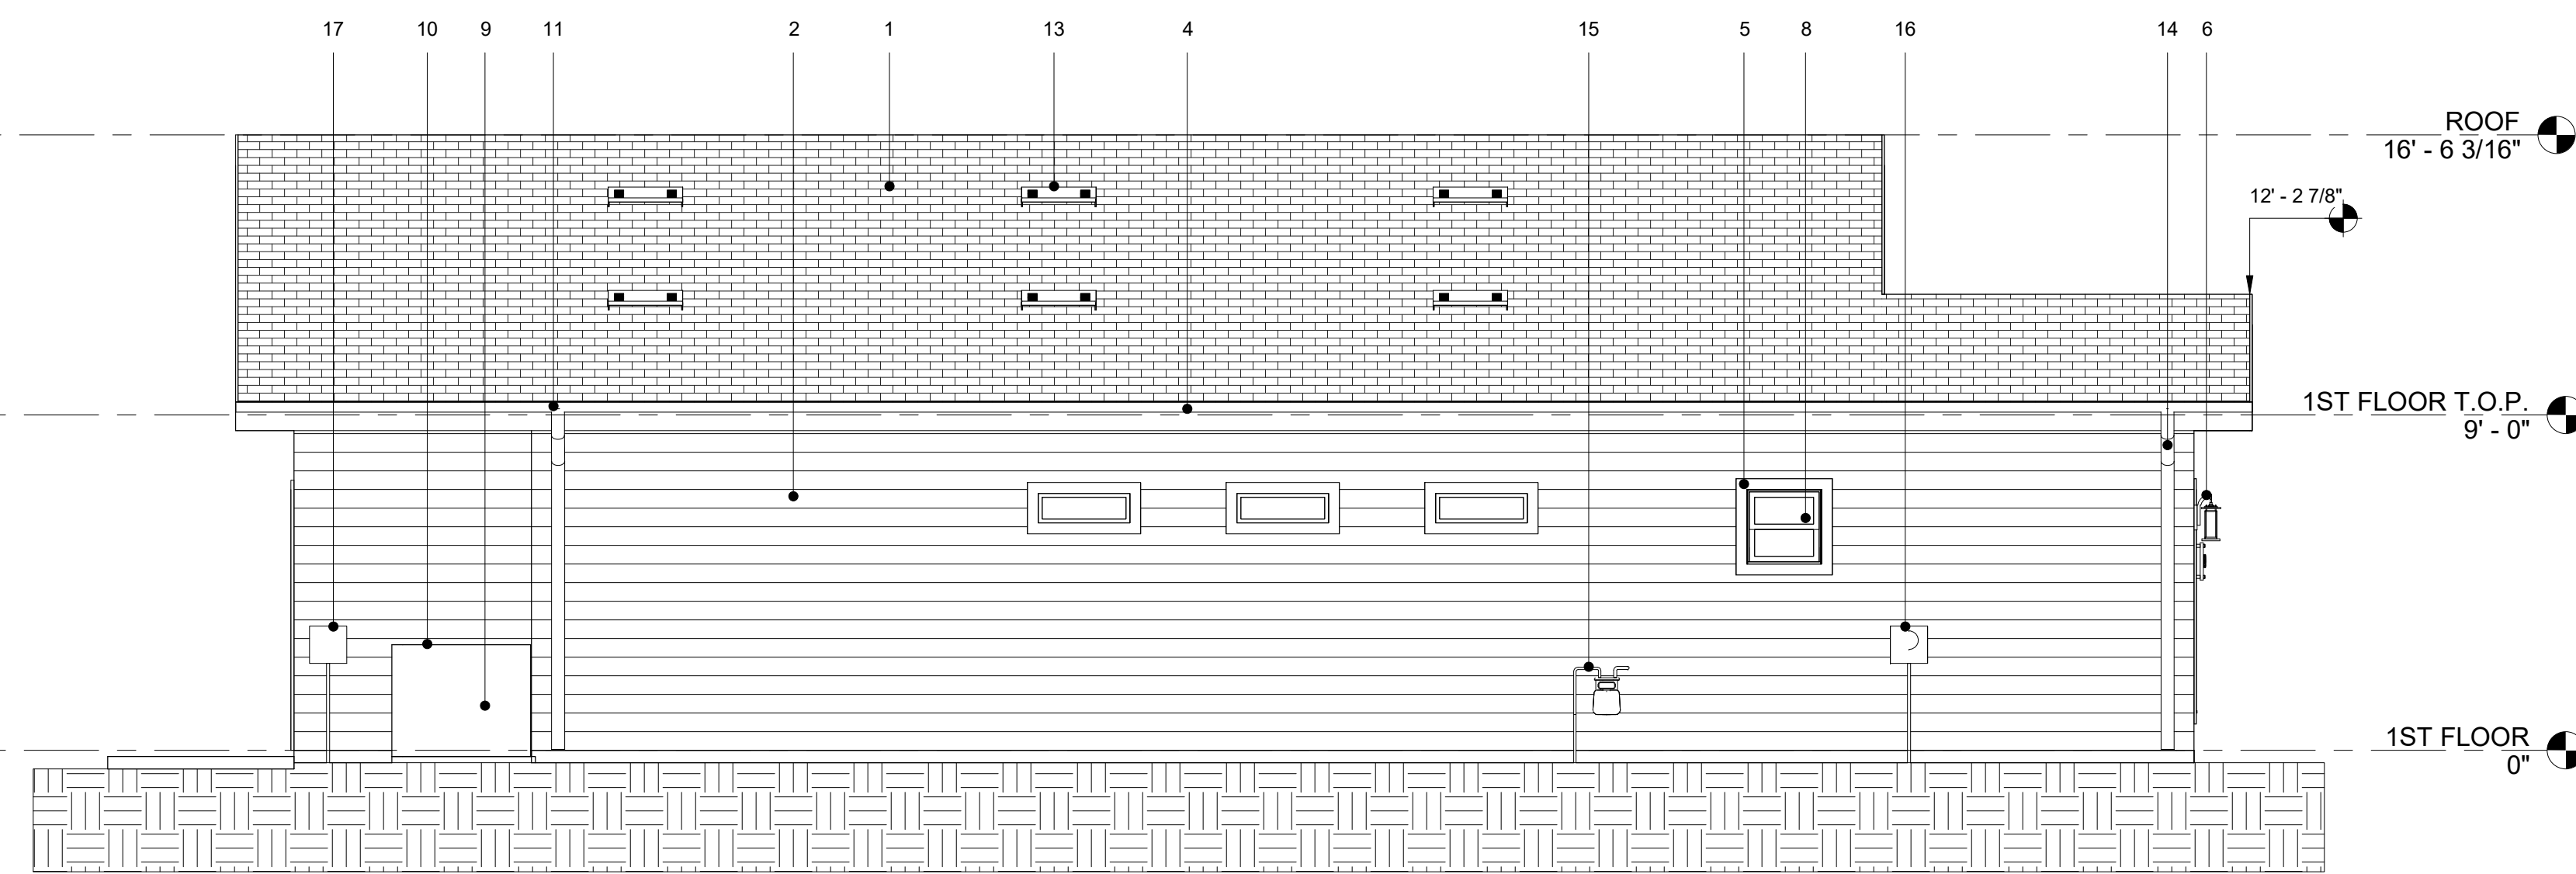 17 10 9 11 2 1 13 4 15 5 8 16 14 6
ROOF
16' - 6 3/16"
12' - 2 7/8"
1ST FLOOR T.O.P.
9' - 0"
1ST FLOOR
0"